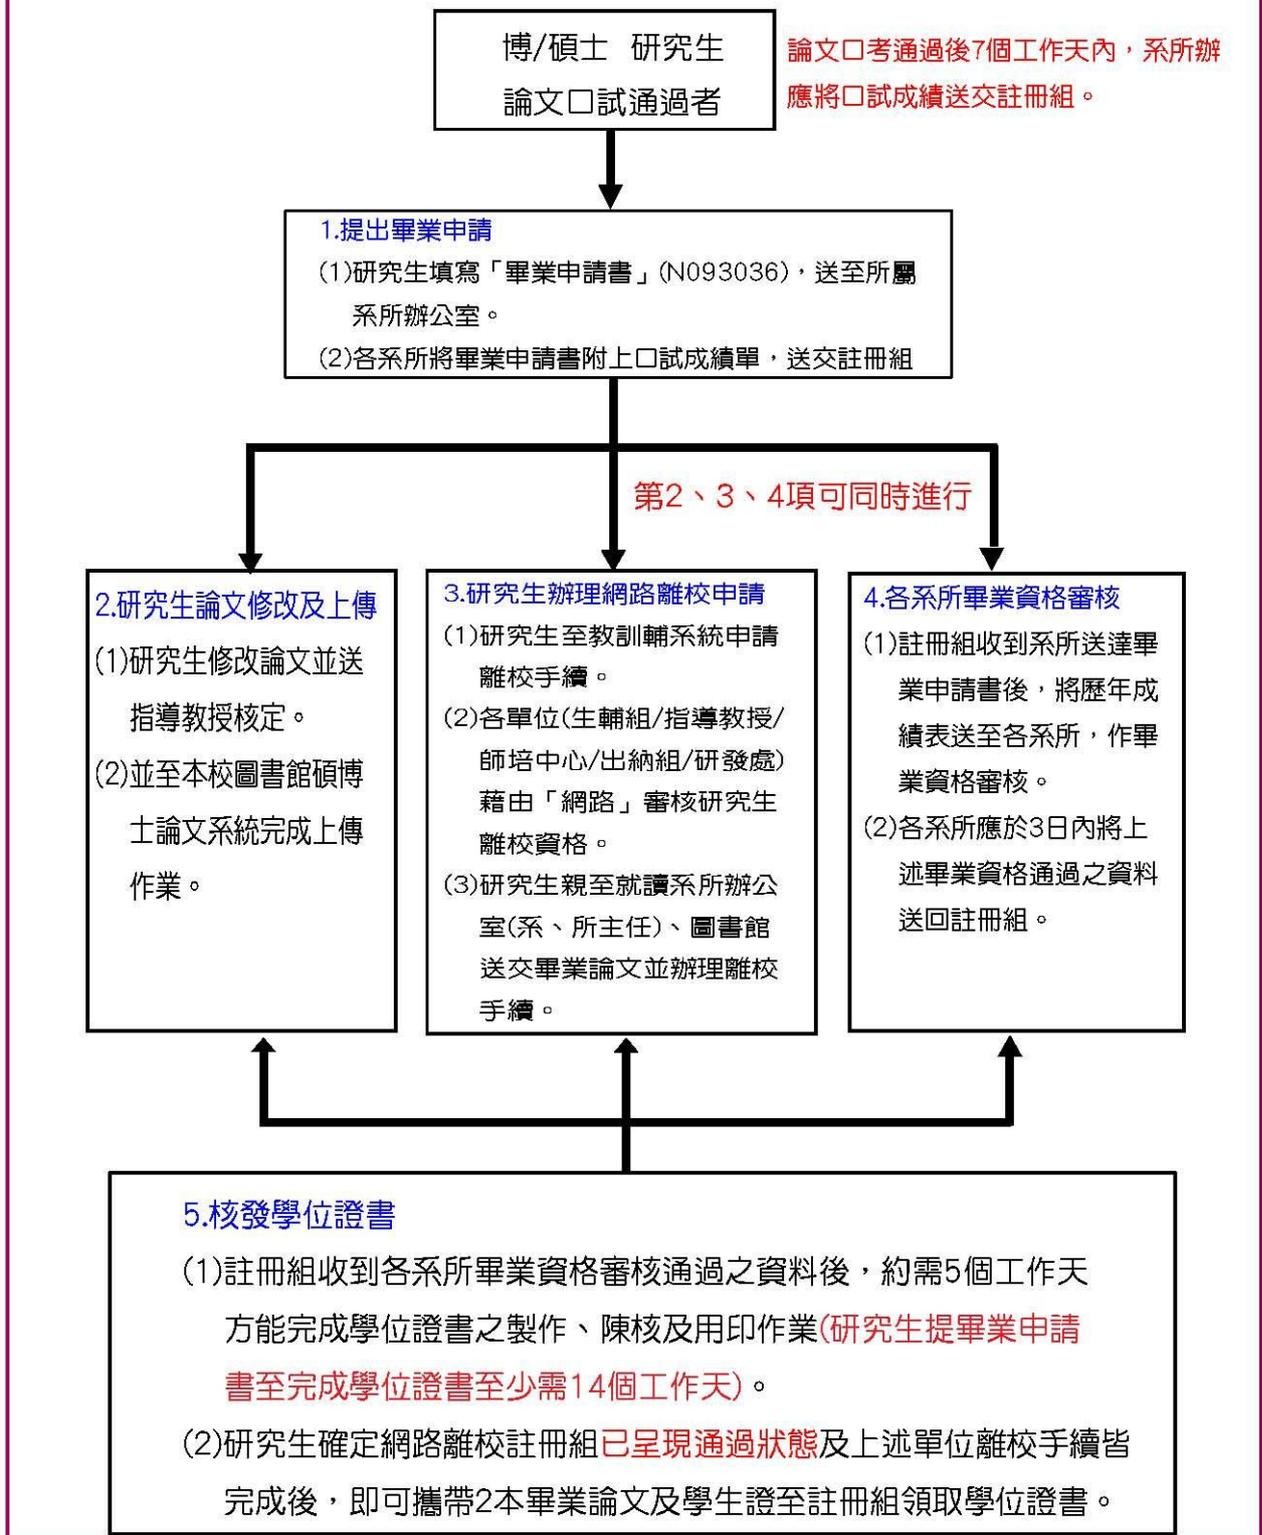 博/碩士 研究生
論文口試通過者
論文口考通過後7個工作天內，系所辦
應將口試成績送交註冊組。
1.提出畢業申請
(1)研究生填寫「畢業申請書」(N093036)，送至所屬
系所辦公室。
(2)各系所將畢業申請書附上口試成績單，送交註冊組
第2、3、4項可同時進行
2.研究生論文修改及上傳
(1)研究生修改論文並送
指導教授核定。
(2)並至本校圖書館碩博
士論文系統完成上傳
作業。
3.研究生辦理網路離校申請
(1)研究生至教訓輔系統申請
離校手續。
(2)各單位(生輔組/指導教授/
師培中心/出納組/研發處)
藉由「網路」審核研究生
離校資格。
(3)研究生親至就讀系所辦公
室(系、所主任)、圖書館
送交畢業論文並辦理離校
手續。
4.各系所畢業資格審核
(1)註冊組收到系所送達畢
業申請書後，將歷年成
績表送至各系所，作畢
業資格審核。
(2)各系所應於3日內將上
述畢業資格通過之資料
送回註冊組。
5.核發學位證書
(1)註冊組收到各系所畢業資格審核通過之資料後，約需5個工作天
方能完成學位證書之製作、陳核及用印作業(研究生提畢業申請
書至完成學位證書至少需14個工作天)。
(2)研究生確定網路離校註冊組已呈現通過狀態及上述單位離校手續皆
完成後，即可攜帶2本畢業論文及學生證至註冊組領取學位證書。